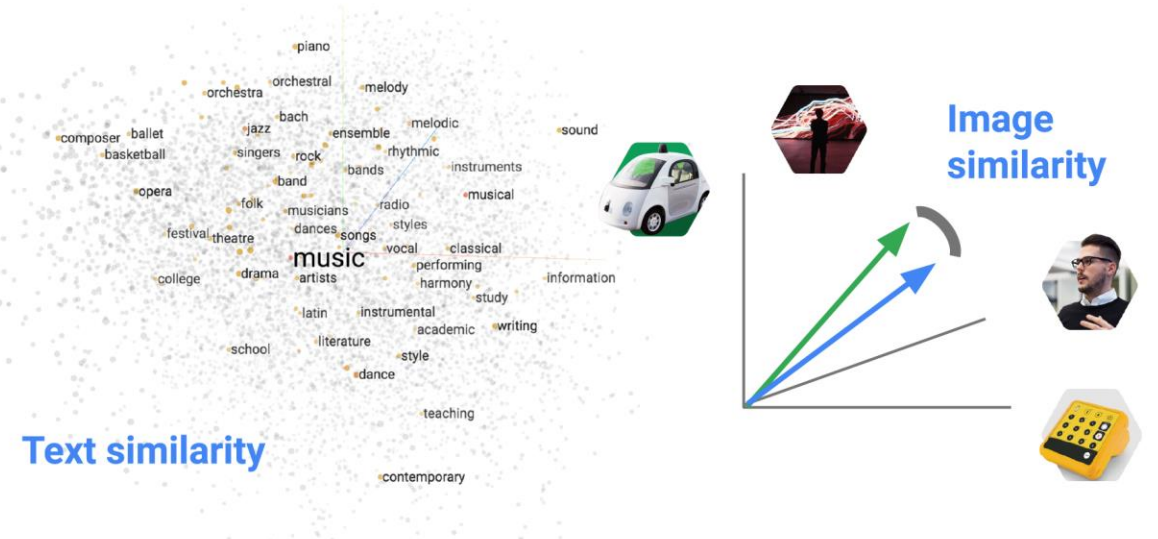 piano
orchestral
orchestra
melody
bach
jazz
ensemble
melodic
sound
composer
ballet
basketball
singers
rock
rhythmic
bands
instruments
band
opera
musical
folk
musicians
radio
dances
songs
styles
festival
theatre
vocal
classical
music
performing
college
drama
artists
harmony
information
study
latin
instrumental
academic
writing
literature
school
style
dance
teaching
contemporary
Text similarity
Image
similarity